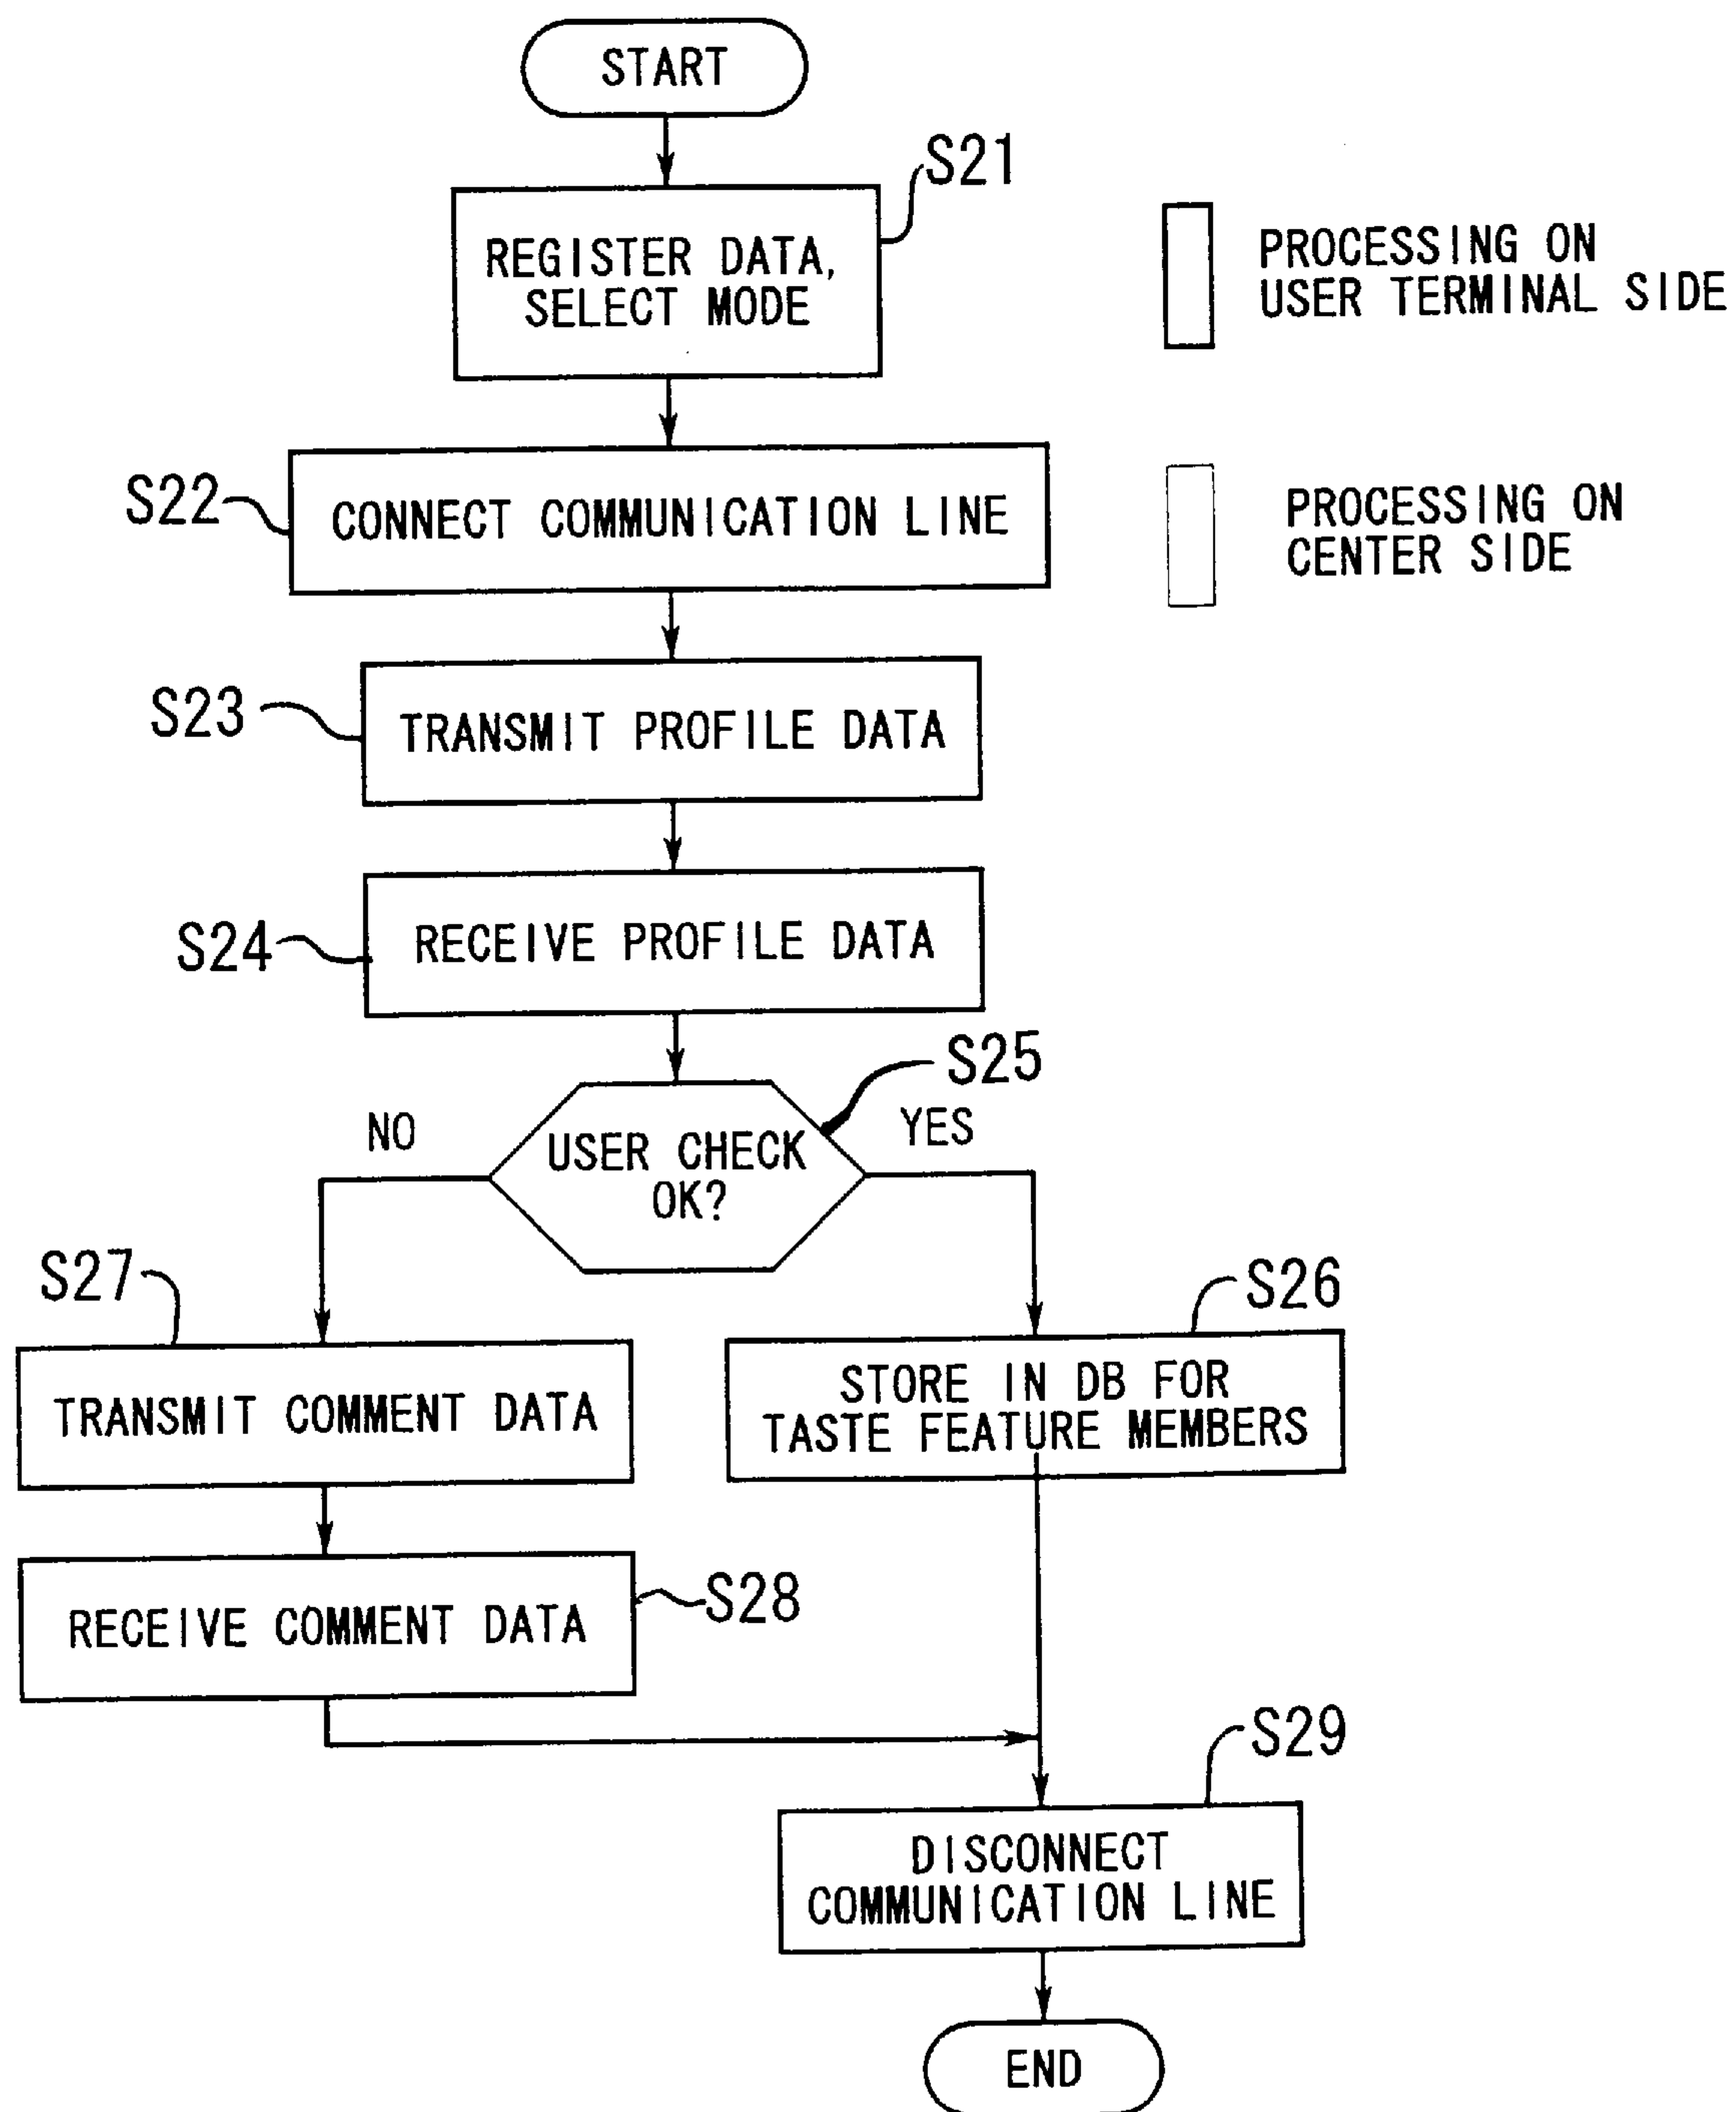 START
S21
REGISTER DATA,
SELECT MODE
PROCESSING ON
USER TERMINAL SIDE
S22
CONNECT COMMUNICATION LINE
PROCESSING ON
CENTER SIDE
S23
TRANSMIT PROFILE DATA
S24
RECEIVE PROFILE DATA
S25
NO
YES
USER CHECK
OK?
S27
S26
TRANSMIT COMMENT DATA
STORE IN DB FOR
TASTE FEATURE MEMBERS
RECEIVE COMMENT DATA
S28
S29
DISCONNECT
COMMUNICATION LINE
END